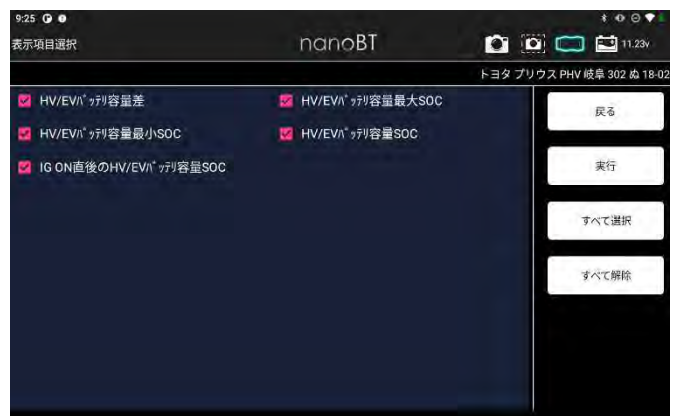 9:25
表示項目選択
nanoBT
11.23v
トヨタ プリウス PHV 岐阜 302 ぬ 18-02
HV/EVﾊﾞｯﾃﾘ容量差
HV/EVﾊﾞｯﾃﾘ容量最大SOC
HV/EVﾊﾞｯﾃﾘ容量最小SOC
HV/EVﾊﾞｯﾃﾘ容量SOC
IG ON直後のHV/EVﾊﾞｯﾃﾘ容量SOC
戻る
実行
すべて選択
すべて解除